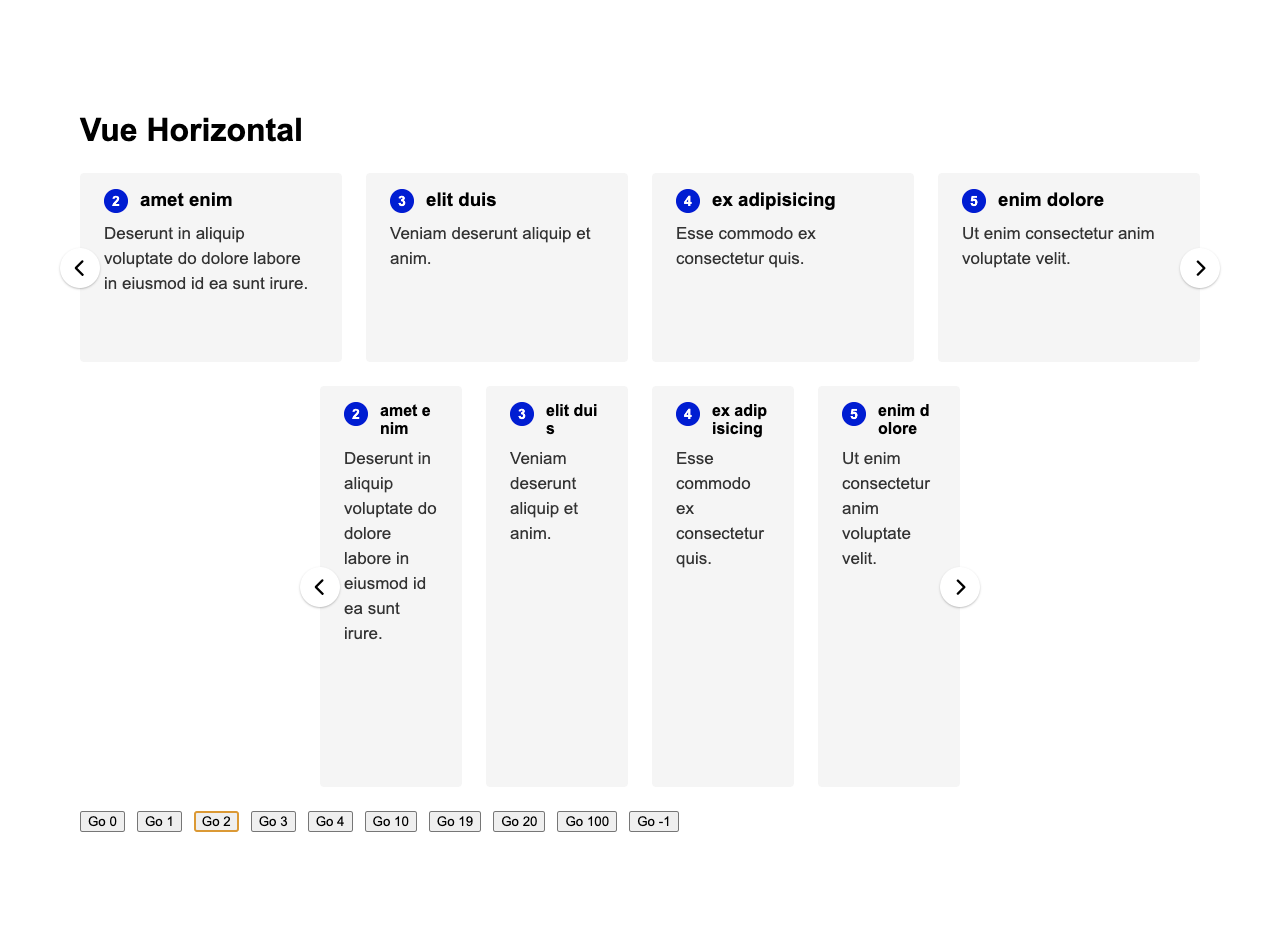 Vue Horizontal
2 amet enim
Deserunt in aliquip
voluptate do dolore labore
in eiusmod id ea sunt irure.
3 elit duis
Veniam deserunt aliquip et
anim.
4 ex adipisicing
Esse commodo ex
consectetur quis.
5 enim dolore
Ut enim consectetur anim
voluptate velit.
2 amet e
nim
Deserunt in
aliquip
voluptate do
dolore
labore in
eiusmod id
ea sunt
irure.
3 elit dui
s
Veniam
deserunt
aliquip et
anim.
4 ex adip
isicing
Esse
commodo
ex
consectetur
quis.
5 enim d
olore
Ut enim
consectetur
anim
voluptate
velit.
Go 0 Go 1 Go 2 Go 3 Go 4 Go 10 Go 19 Go 20 Go 100 Go -1